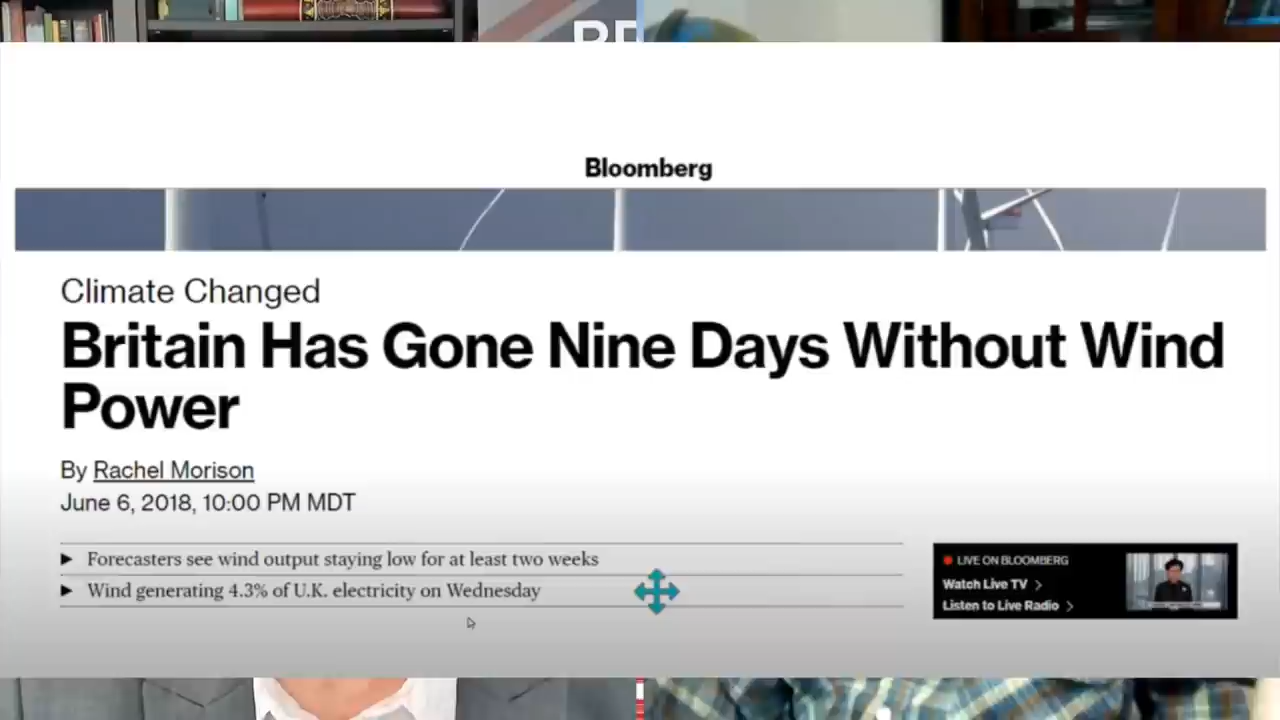 Bloomberg
Climate Changed
Britain Has Gone Nine Days Without Wind
Power
By Rachel Morison
June 6, 2018, 10:00 PM MDT
► Forecasters see wind output staying low for at least two weeks
► Wind generating 4.3% of U.K. electricity on Wednesday
LIVE ON BLOOMBERG
Watch Live TV >
Listen to Live Radio >